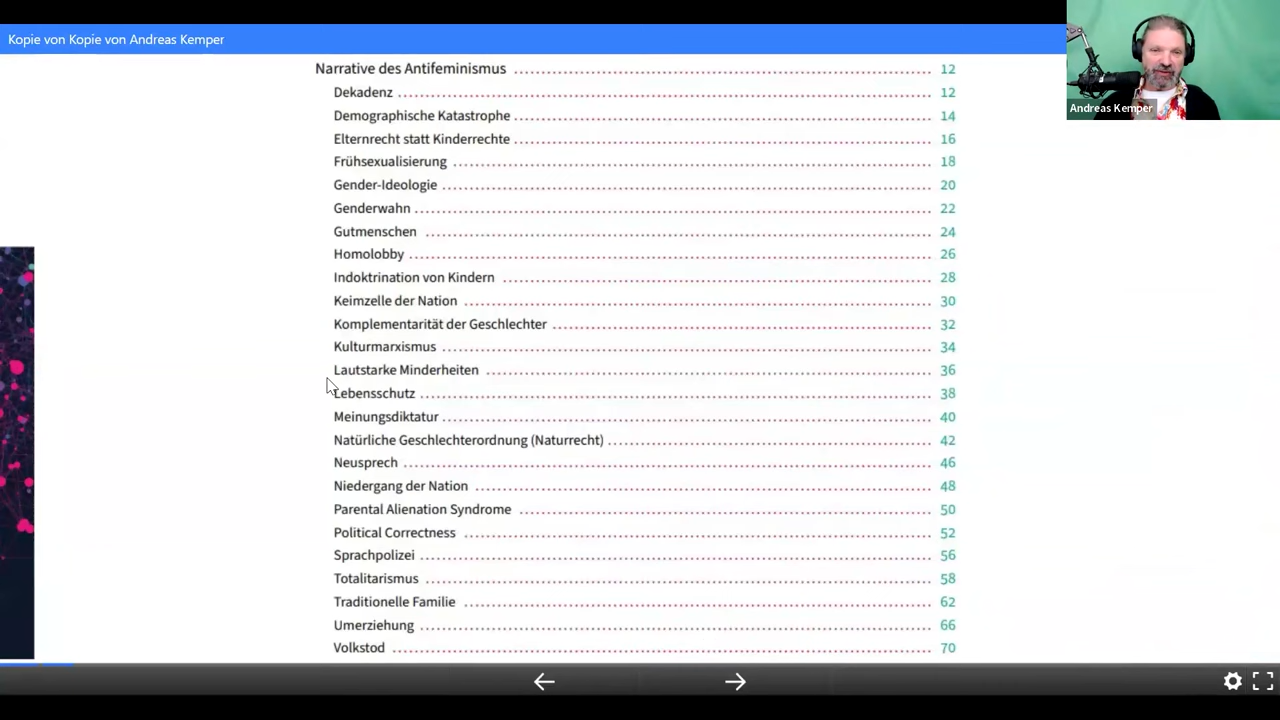 Kopie von Kopie von Andreas Kemper
Andreas Kemper
Narrative des Antifeminismus 12
Dekadenz 12
Demographische Katastrophe 14
Elternrecht statt Kinderrechte 16
Frühsexualisierung 18
Gender-Ideologie 20
Genderwahn 22
Gutmenschen 24
Homolobby 26
Indoktrination von Kindern 28
Keimzelle der Nation 30
Komplementarität der Geschlechter 32
Kulturmarxismus 34
Lautstarke Minderheiten 36
Lebensschutz 38
Meinungsdiktatur 40
Natürliche Geschlechterordnung (Naturrecht) 42
Neusprech 46
Niedergang der Nation 48
Parental Alienation Syndrome 50
Political Correctness 52
Sprachpolizei 56
Totalitarismus 58
Traditionelle Familie 62
Umerziehung 66
Volkstod 70